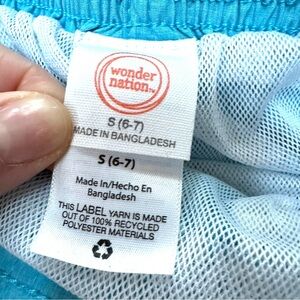 wonder
nation™
S (6-7)
MADE IN BANGLADESH
S (6-7)
Made In/Hecho En
Bangladesh
THIS LABEL YARN IS MADE
OUT OF 100% RECYCLED
POLYESTER MATERIALS